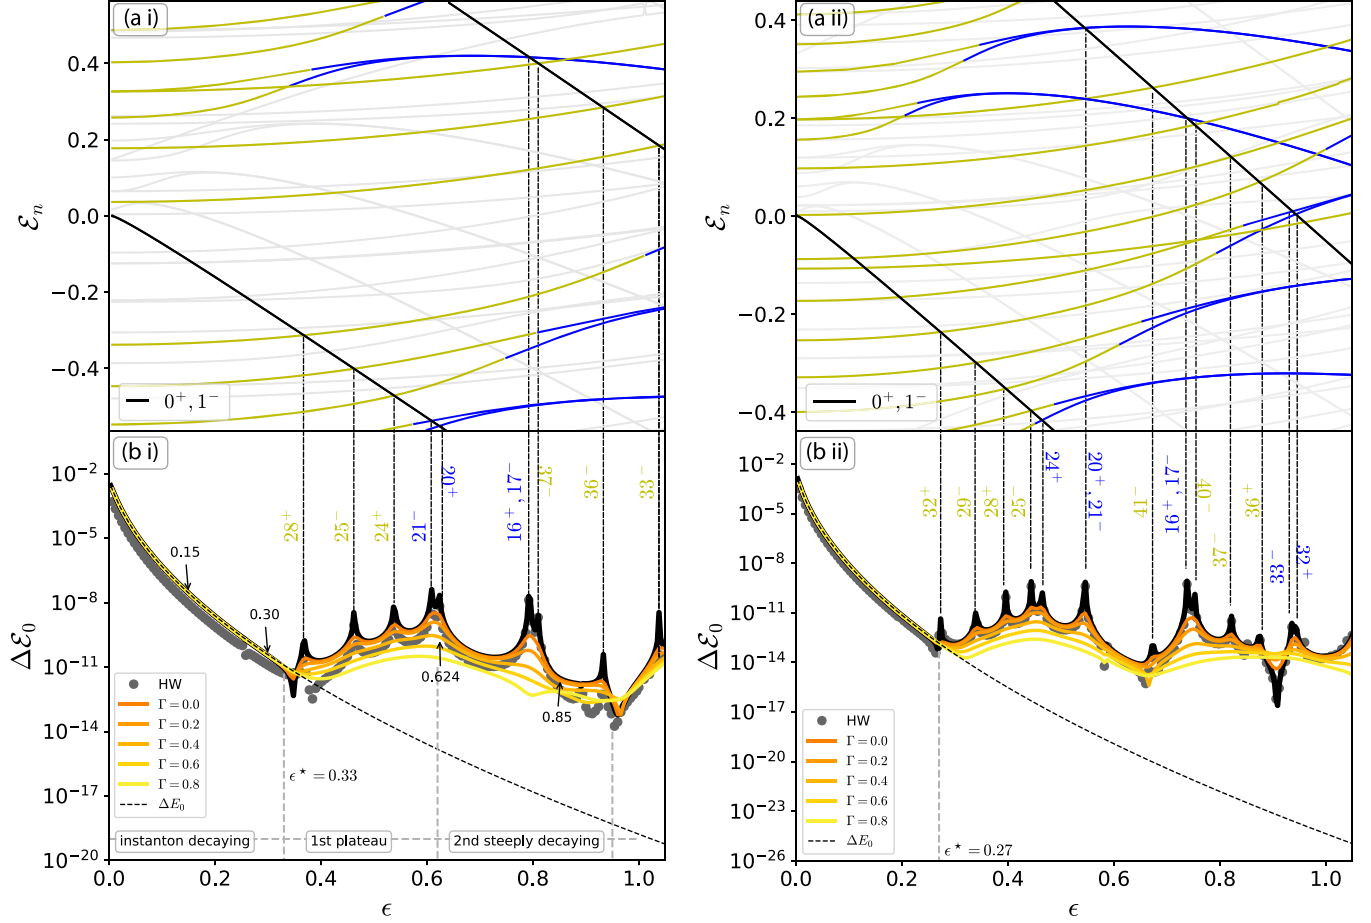 (a i)
0.4
0.2
0.0
−0.2
−0.4
ℰₙ
0⁺, 1⁻
(a ii)
0.4
0.2
0.0
−0.2
−0.4
ℰₙ
0⁺, 1⁻
(b i)
10⁻²
10⁻⁵
10⁻⁸
10⁻¹¹
10⁻¹⁴
10⁻¹⁷
10⁻²⁰
Δℰ₀
28⁺
25⁻
24⁺
21⁻
20⁺
16⁺, 17⁻
37⁻
36⁻
33⁻
0.15
0.30
0.624
0.85
HW
Γ = 0.0
Γ = 0.2
Γ = 0.4
Γ = 0.6
Γ = 0.8
ΔE₀
ϵ⋆ = 0.33
instanton decaying
1st plateau
2nd steeply decaying
0.0
0.2
0.4
0.6
0.8
1.0
ϵ
(b ii)
10⁻²
10⁻⁵
10⁻⁸
10⁻¹¹
10⁻¹⁴
10⁻¹⁷
10⁻²⁰
10⁻²³
10⁻²⁶
Δℰ₀
32⁺
29⁻
28⁺
25⁻
24⁺
20⁺, 21⁻
41⁻
16⁺, 17⁻
40⁻
37⁻
36⁺
33⁻
32⁺
HW
Γ = 0.0
Γ = 0.2
Γ = 0.4
Γ = 0.6
Γ = 0.8
ΔE₀
ϵ⋆ = 0.27
0.0
0.2
0.4
0.6
0.8
1.0
ϵ